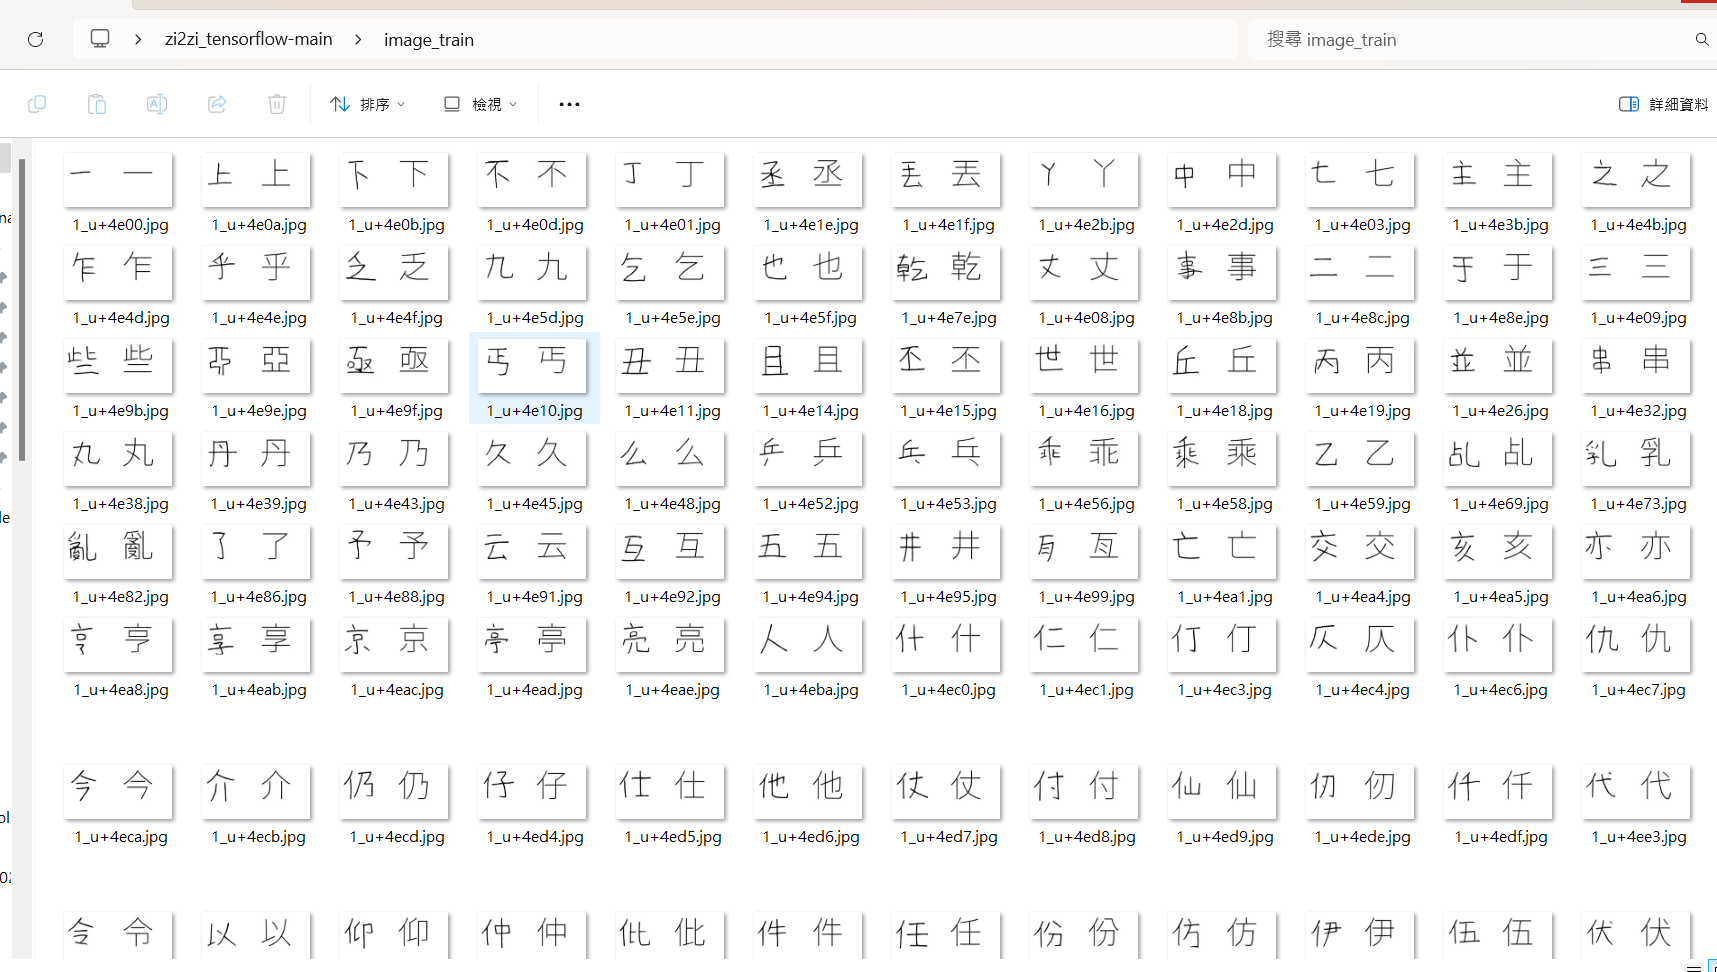 zi2zi_tensorflow-main > image_train
搜尋 image_train
排序 檢視 ••• 詳細資料
一 一 上 上 下 下 不 不 丁 丁 丞 丞 丟 丟 丫 丫 中 中 七 七 主 主 之 之
1_u+4e00.jpg 1_u+4e0a.jpg 1_u+4e0b.jpg 1_u+4e0d.jpg 1_u+4e01.jpg 1_u+4e1e.jpg 1_u+4e1f.jpg 1_u+4e2b.jpg 1_u+4e2d.jpg 1_u+4e03.jpg 1_u+4e3b.jpg 1_u+4e4b.jpg
乍 乍 乎 乎 乏 乏 九 九 乞 乞 也 也 乾 乾 丈 丈 事 事 二 二 于 于 三 三
1_u+4e4d.jpg 1_u+4e4e.jpg 1_u+4e4f.jpg 1_u+4e5d.jpg 1_u+4e5e.jpg 1_u+4e5f.jpg 1_u+4e7e.jpg 1_u+4e08.jpg 1_u+4e8b.jpg 1_u+4e8c.jpg 1_u+4e8e.jpg 1_u+4e09.jpg
些 些 亞 亞 亟 亟 丐 丐 丑 丑 且 且 丕 丕 世 世 丘 丘 丙 丙 並 並 串 串
1_u+4e9b.jpg 1_u+4e9e.jpg 1_u+4e9f.jpg 1_u+4e10.jpg 1_u+4e11.jpg 1_u+4e14.jpg 1_u+4e15.jpg 1_u+4e16.jpg 1_u+4e18.jpg 1_u+4e19.jpg 1_u+4e26.jpg 1_u+4e32.jpg
丸 丸 丹 丹 乃 乃 久 久 么 么 乒 乒 乓 乓 乖 乖 乘 乘 乙 乙 乩 乩 乳 乳
1_u+4e38.jpg 1_u+4e39.jpg 1_u+4e43.jpg 1_u+4e45.jpg 1_u+4e48.jpg 1_u+4e52.jpg 1_u+4e53.jpg 1_u+4e56.jpg 1_u+4e58.jpg 1_u+4e59.jpg 1_u+4e69.jpg 1_u+4e73.jpg
亂 亂 了 了 予 予 云 云 互 互 五 五 井 井 亙 亙 亡 亡 交 交 亥 亥 亦 亦
1_u+4e82.jpg 1_u+4e86.jpg 1_u+4e88.jpg 1_u+4e91.jpg 1_u+4e92.jpg 1_u+4e94.jpg 1_u+4e95.jpg 1_u+4e99.jpg 1_u+4ea1.jpg 1_u+4ea4.jpg 1_u+4ea5.jpg 1_u+4ea6.jpg
亨 亨 享 享 京 京 亭 亭 亮 亮 人 人 什 什 仁 仁 仃 仃 仄 仄 仆 仆 仇 仇
1_u+4ea8.jpg 1_u+4eab.jpg 1_u+4eac.jpg 1_u+4ead.jpg 1_u+4eae.jpg 1_u+4eba.jpg 1_u+4ec0.jpg 1_u+4ec1.jpg 1_u+4ec3.jpg 1_u+4ec4.jpg 1_u+4ec6.jpg 1_u+4ec7.jpg
今 今 介 介 仍 仍 仔 仔 仕 仕 他 他 仗 仗 付 付 仙 仙 仞 仞 仟 仟 代 代
1_u+4eca.jpg 1_u+4ecb.jpg 1_u+4ecd.jpg 1_u+4ed4.jpg 1_u+4ed5.jpg 1_u+4ed6.jpg 1_u+4ed7.jpg 1_u+4ed8.jpg 1_u+4ed9.jpg 1_u+4ede.jpg 1_u+4edf.jpg 1_u+4ee3.jpg
令 令 以 以 仰 仰 仲 仲 仳 仳 件 件 任 任 份 份 仿 仿 伊 伊 伍 伍 伏 伏